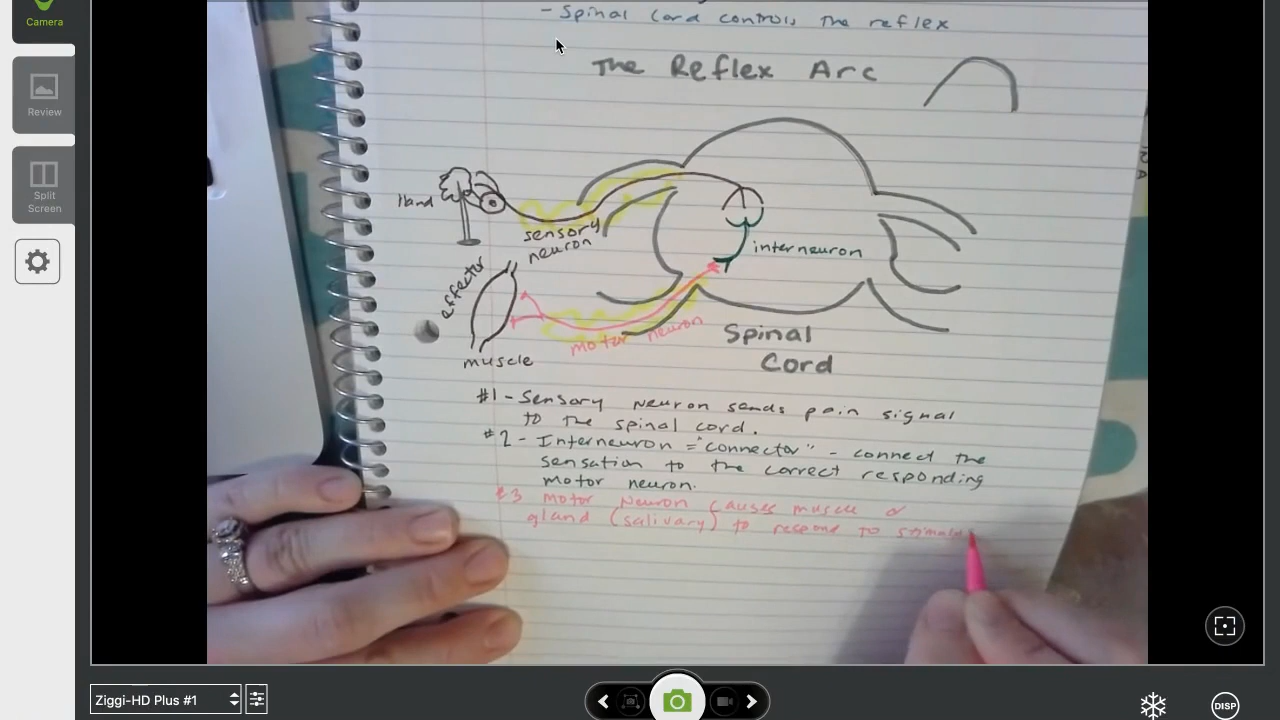 Camera
Review
Split
Screen
- Spinal Cord controls the reflex
The Reflex Arc
hand
sensory
neuron
interneuron
effector
motor neuron
muscle
Spinal
Cord
#1 - Sensory Neuron sends pain signal
to the spinal cord.
#2 - Interneuron = "connector" - connect the
sensation to the correct responding
motor neuron.
#3 Motor Neuron causes muscle or
gland (salivary) to respond to stimulu
Ziggi-HD Plus #1
DISP